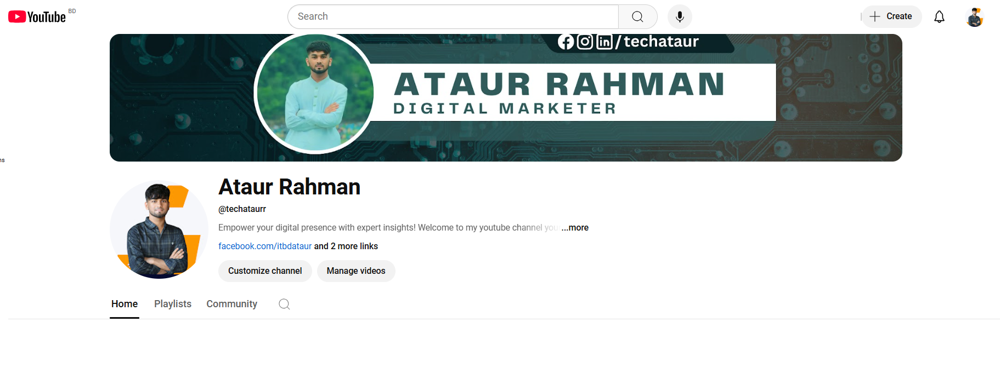 YouTube BD
Search
Create
/techataur
ATAUR RAHMAN
DIGITAL MARKETER
ns
Ataur Rahman
@techataurr
Empower your digital presence with expert insights! Welcome to my youtube channel your ...more
facebook.com/itbdataur and 2 more links
Customize channel Manage videos
Home Playlists Community